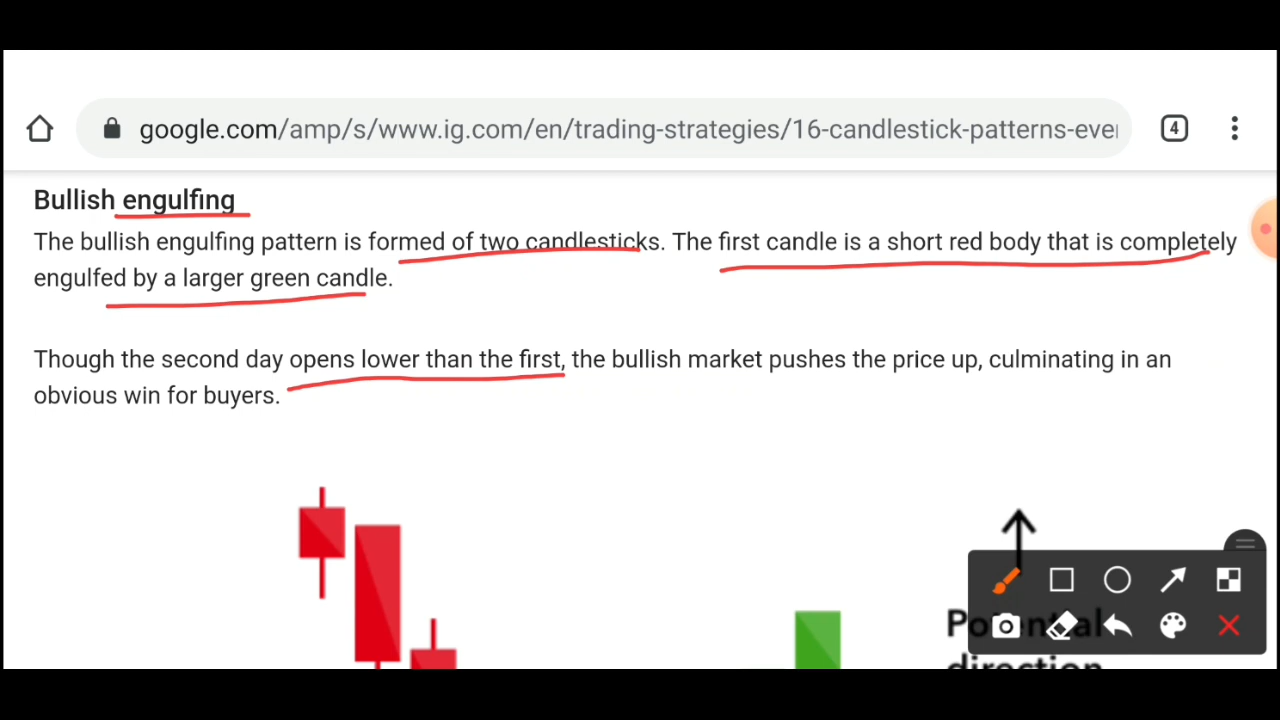 google.com/amp/s/www.ig.com/en/trading-strategies/16-candlestick-patterns-eve
4
Bullish engulfing
The bullish engulfing pattern is formed of two candlesticks. The first candle is a short red body that is completely
engulfed by a larger green candle.
Though the second day opens lower than the first, the bullish market pushes the price up, culminating in an
obvious win for buyers.
Potential
direction